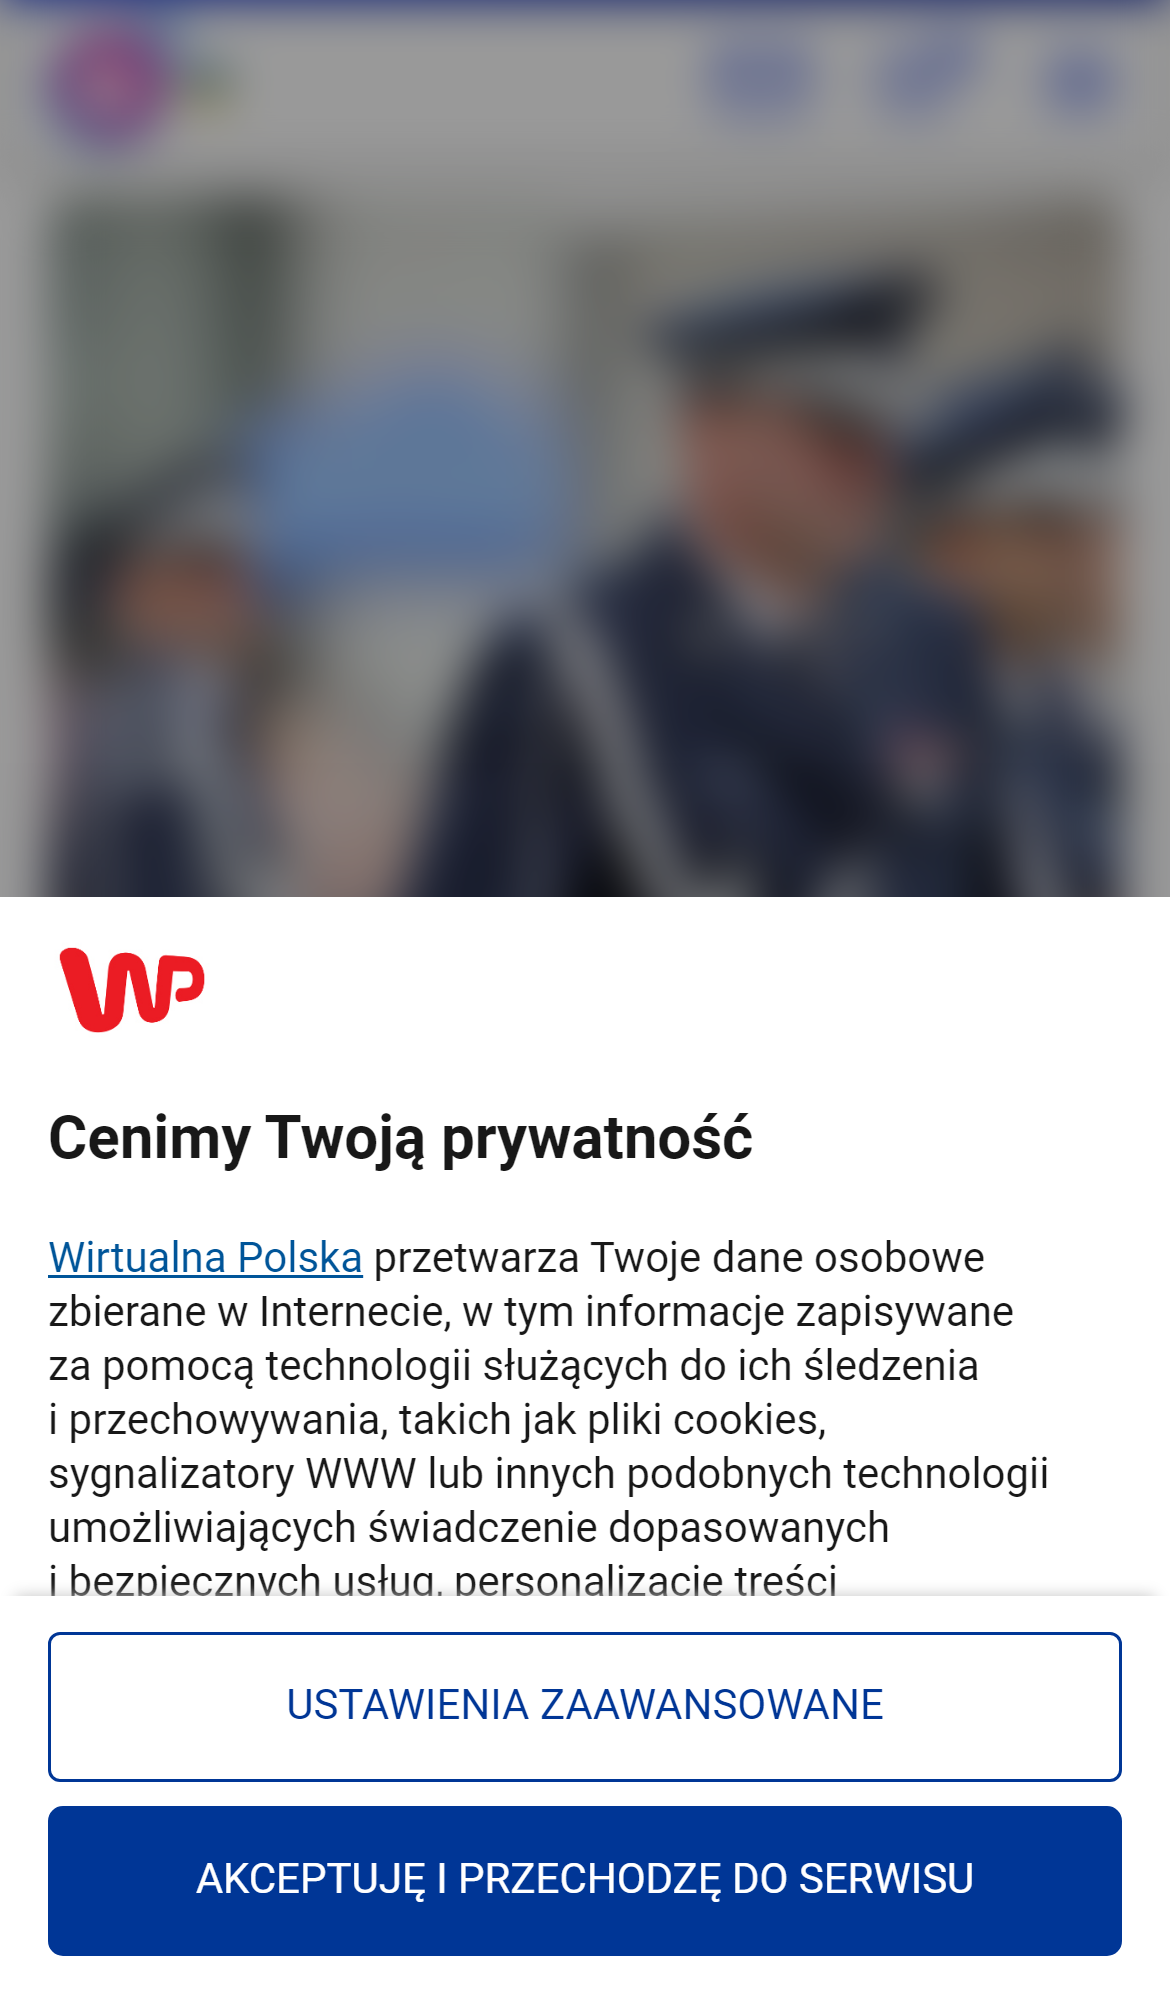 WP
Cenimy Twoją prywatność
Wirtualna Polska przetwarza Twoje dane osobowe
zbierane w Internecie, w tym informacje zapisywane
za pomocą technologii służących do ich śledzenia
i przechowywania, takich jak pliki cookies,
sygnalizatory WWW lub innych podobnych technologii
umożliwiających świadczenie dopasowanych
i bezpiecznych usług, personalizację treści
USTAWIENIA ZAAWANSOWANE
AKCEPTUJĘ I PRZECHODZĘ DO SERWISU